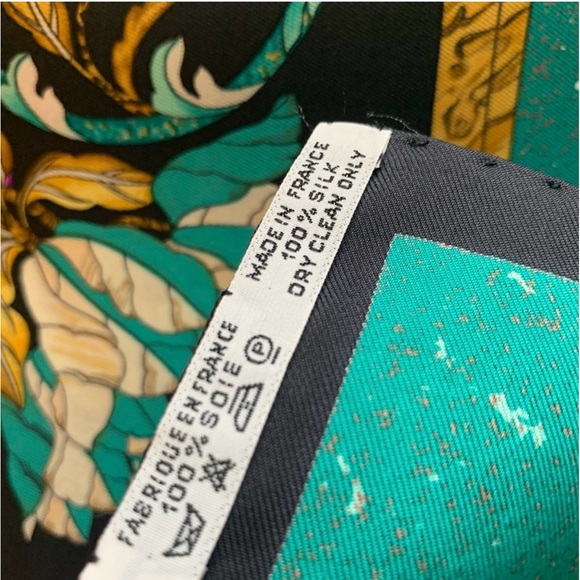 MADE IN FRANCE
100 % SILK
DRY CLEAN ONLY
FABRIQUE EN FRANCE
100 % SOIE
P